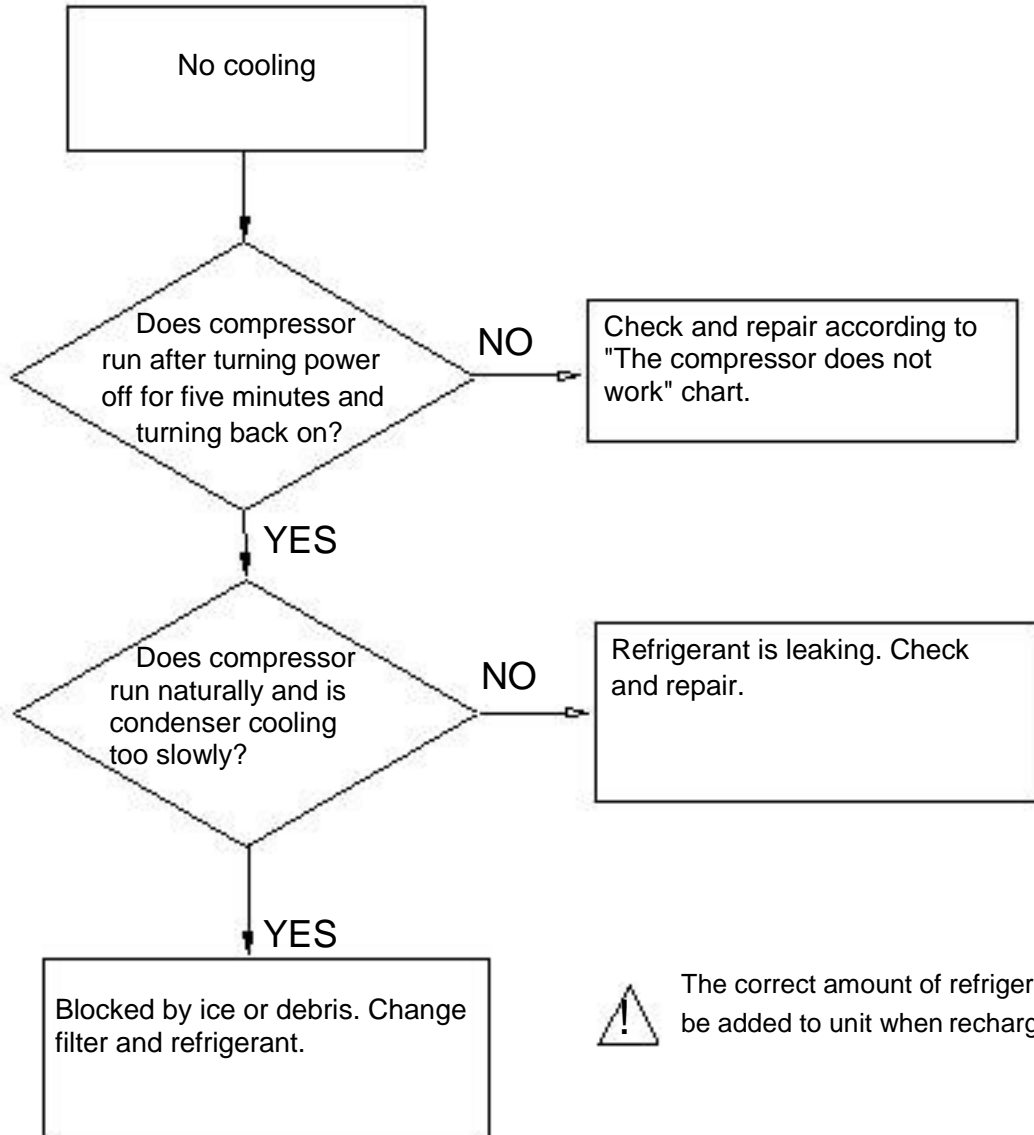 No cooling
Does compressor
run after turning power
off for five minutes and
turning back on?
NO
Check and repair according to
"The compressor does not
work" chart.
YES
Does compressor
run naturally and is
condenser cooling
too slowly?
NO
Refrigerant is leaking. Check
and repair.
YES
Blocked by ice or debris. Change
filter and refrigerant.
!
The correct amount of
be added to unit when